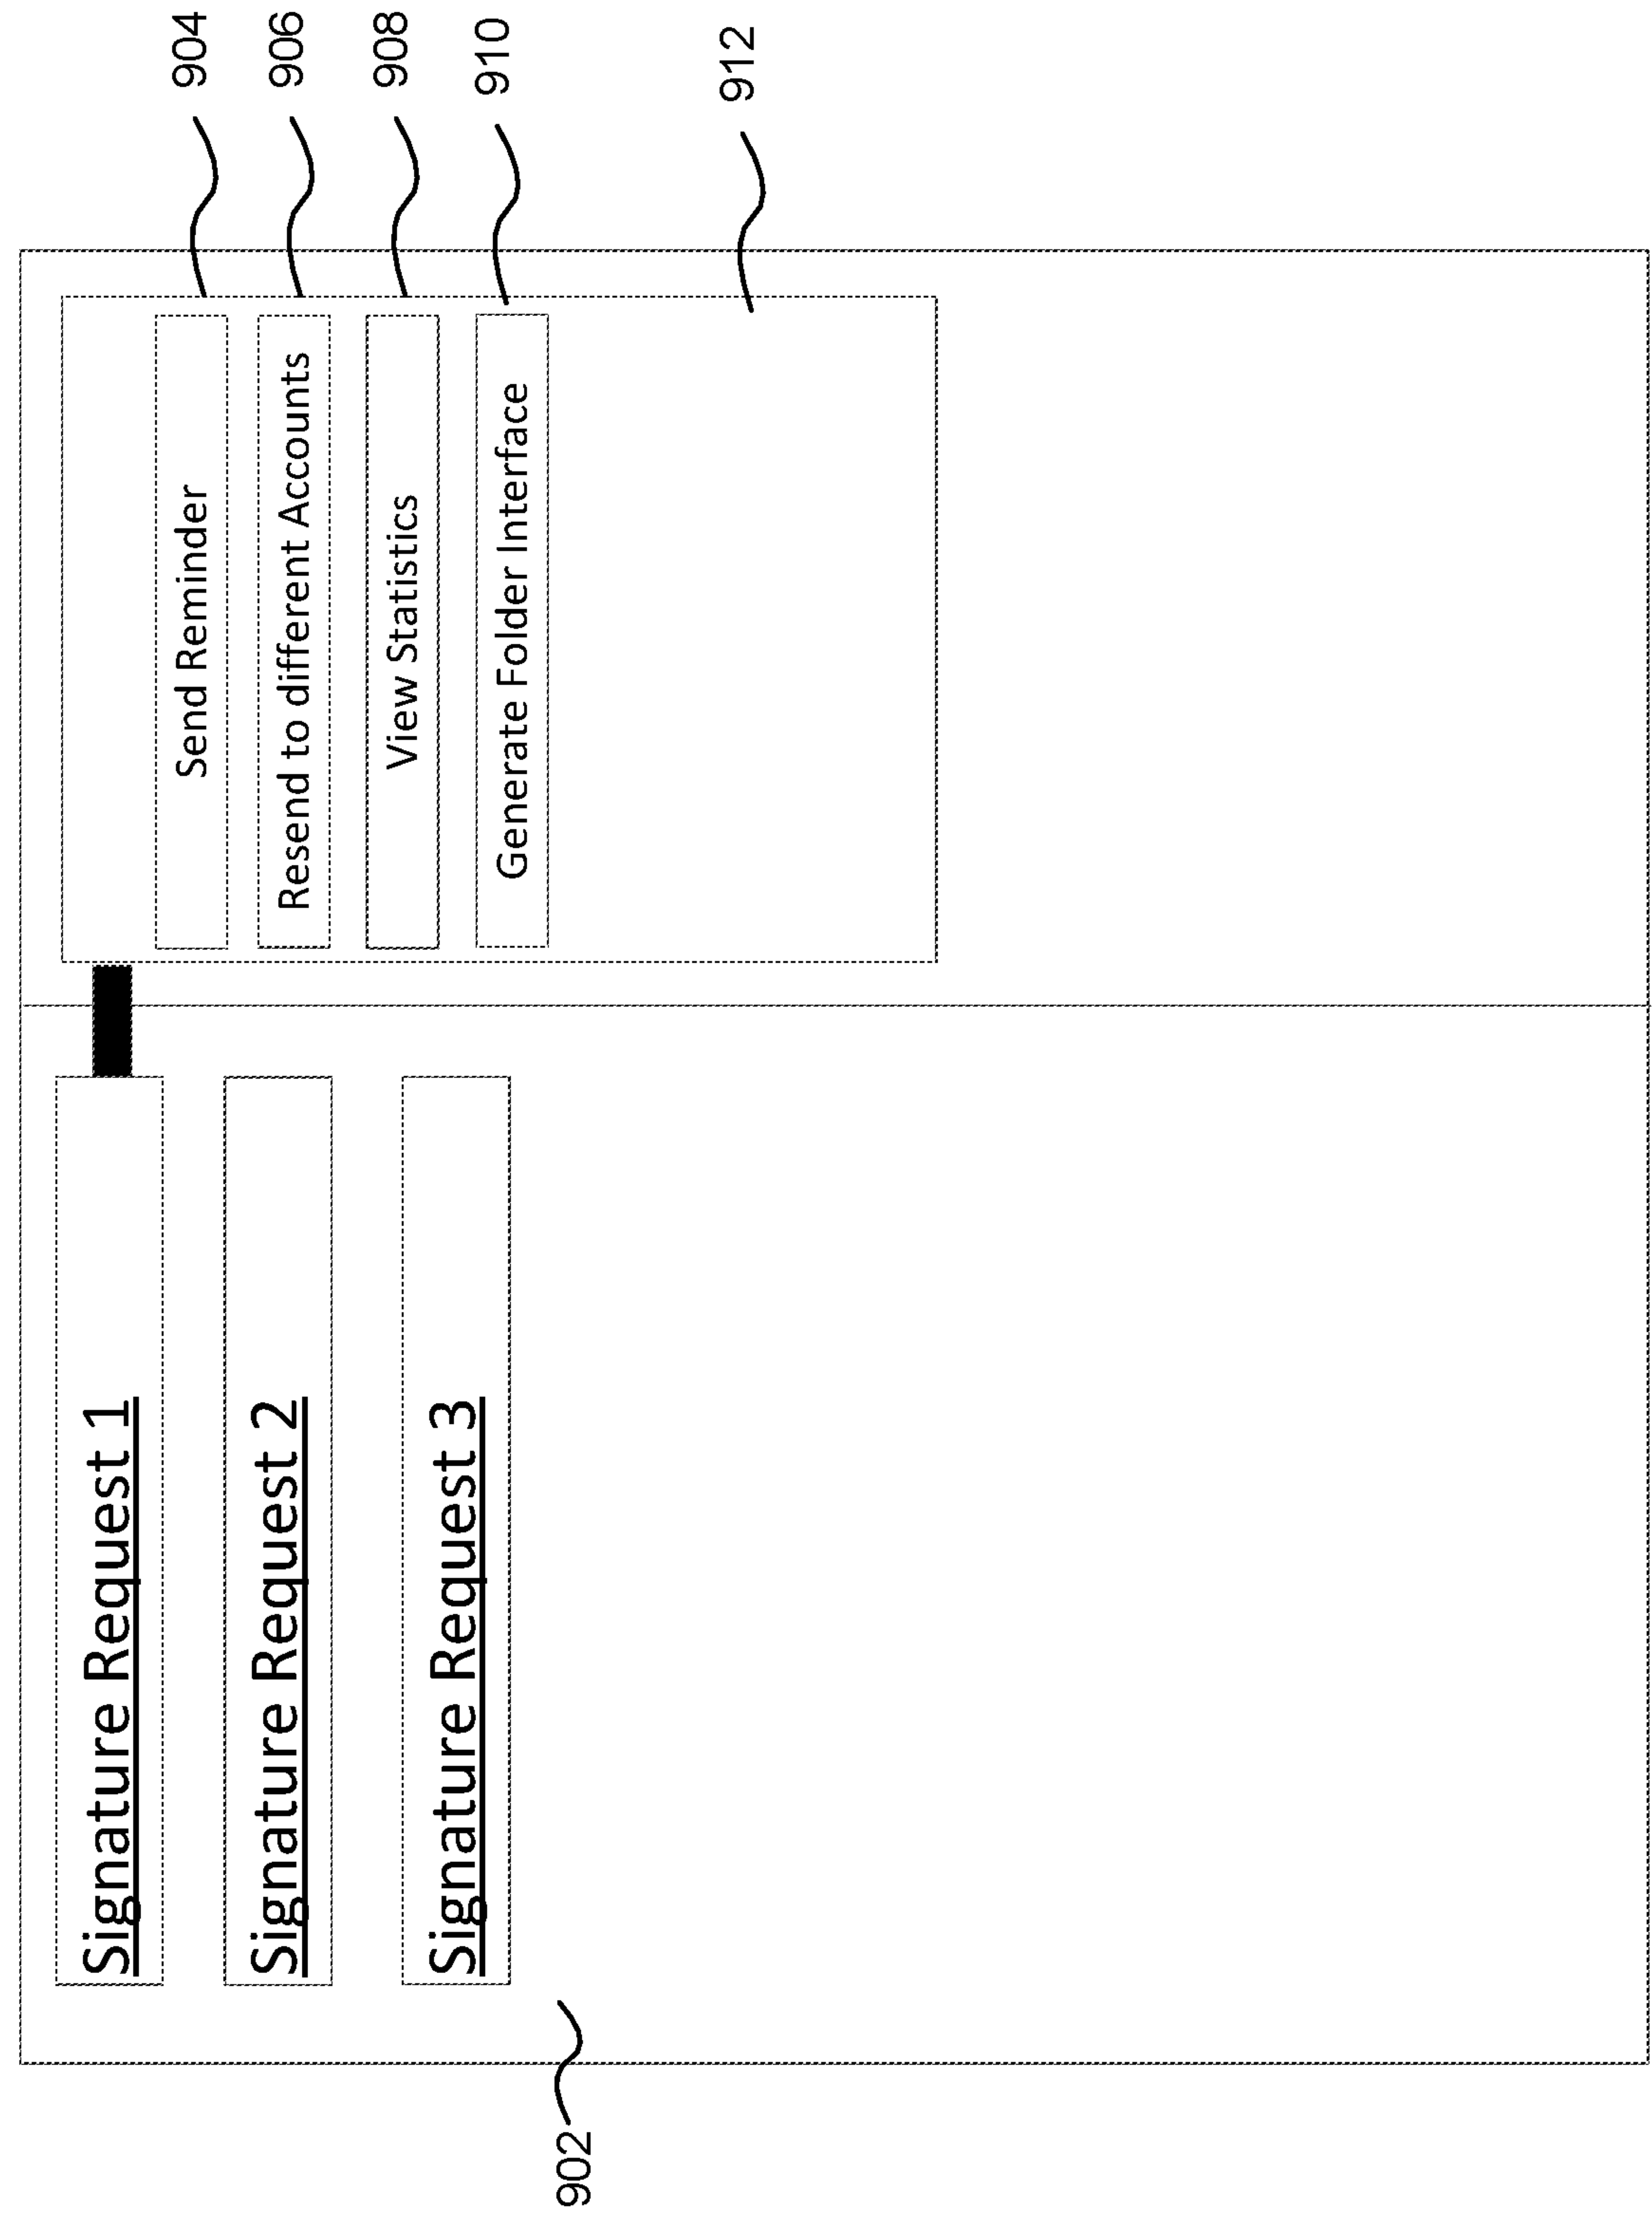 Signature Request 1
Signature Request 2
Signature Request 3
902
Send Reminder
904
Resend to different Accounts
906
View Statistics
908
Generate Folder Interface
910
912